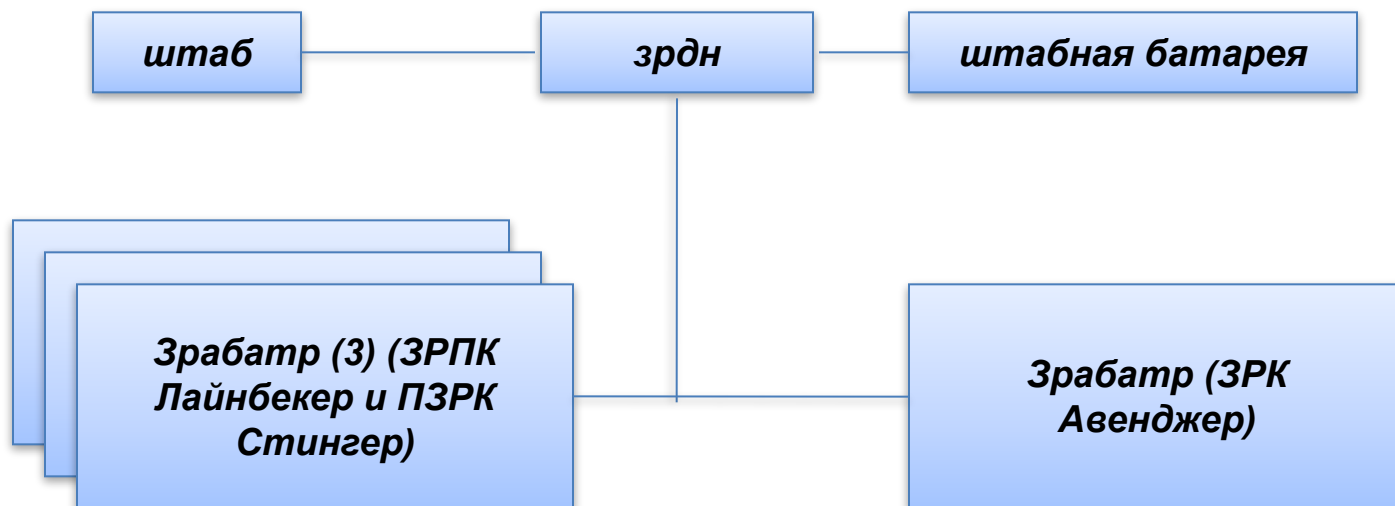 штаб
зрдн
штабная батарея
Зрабатр (3) (ЗРПК
Лайнбекер и ПЗРК
Стингер)
Зрабатр (ЗРК
Авенджер)